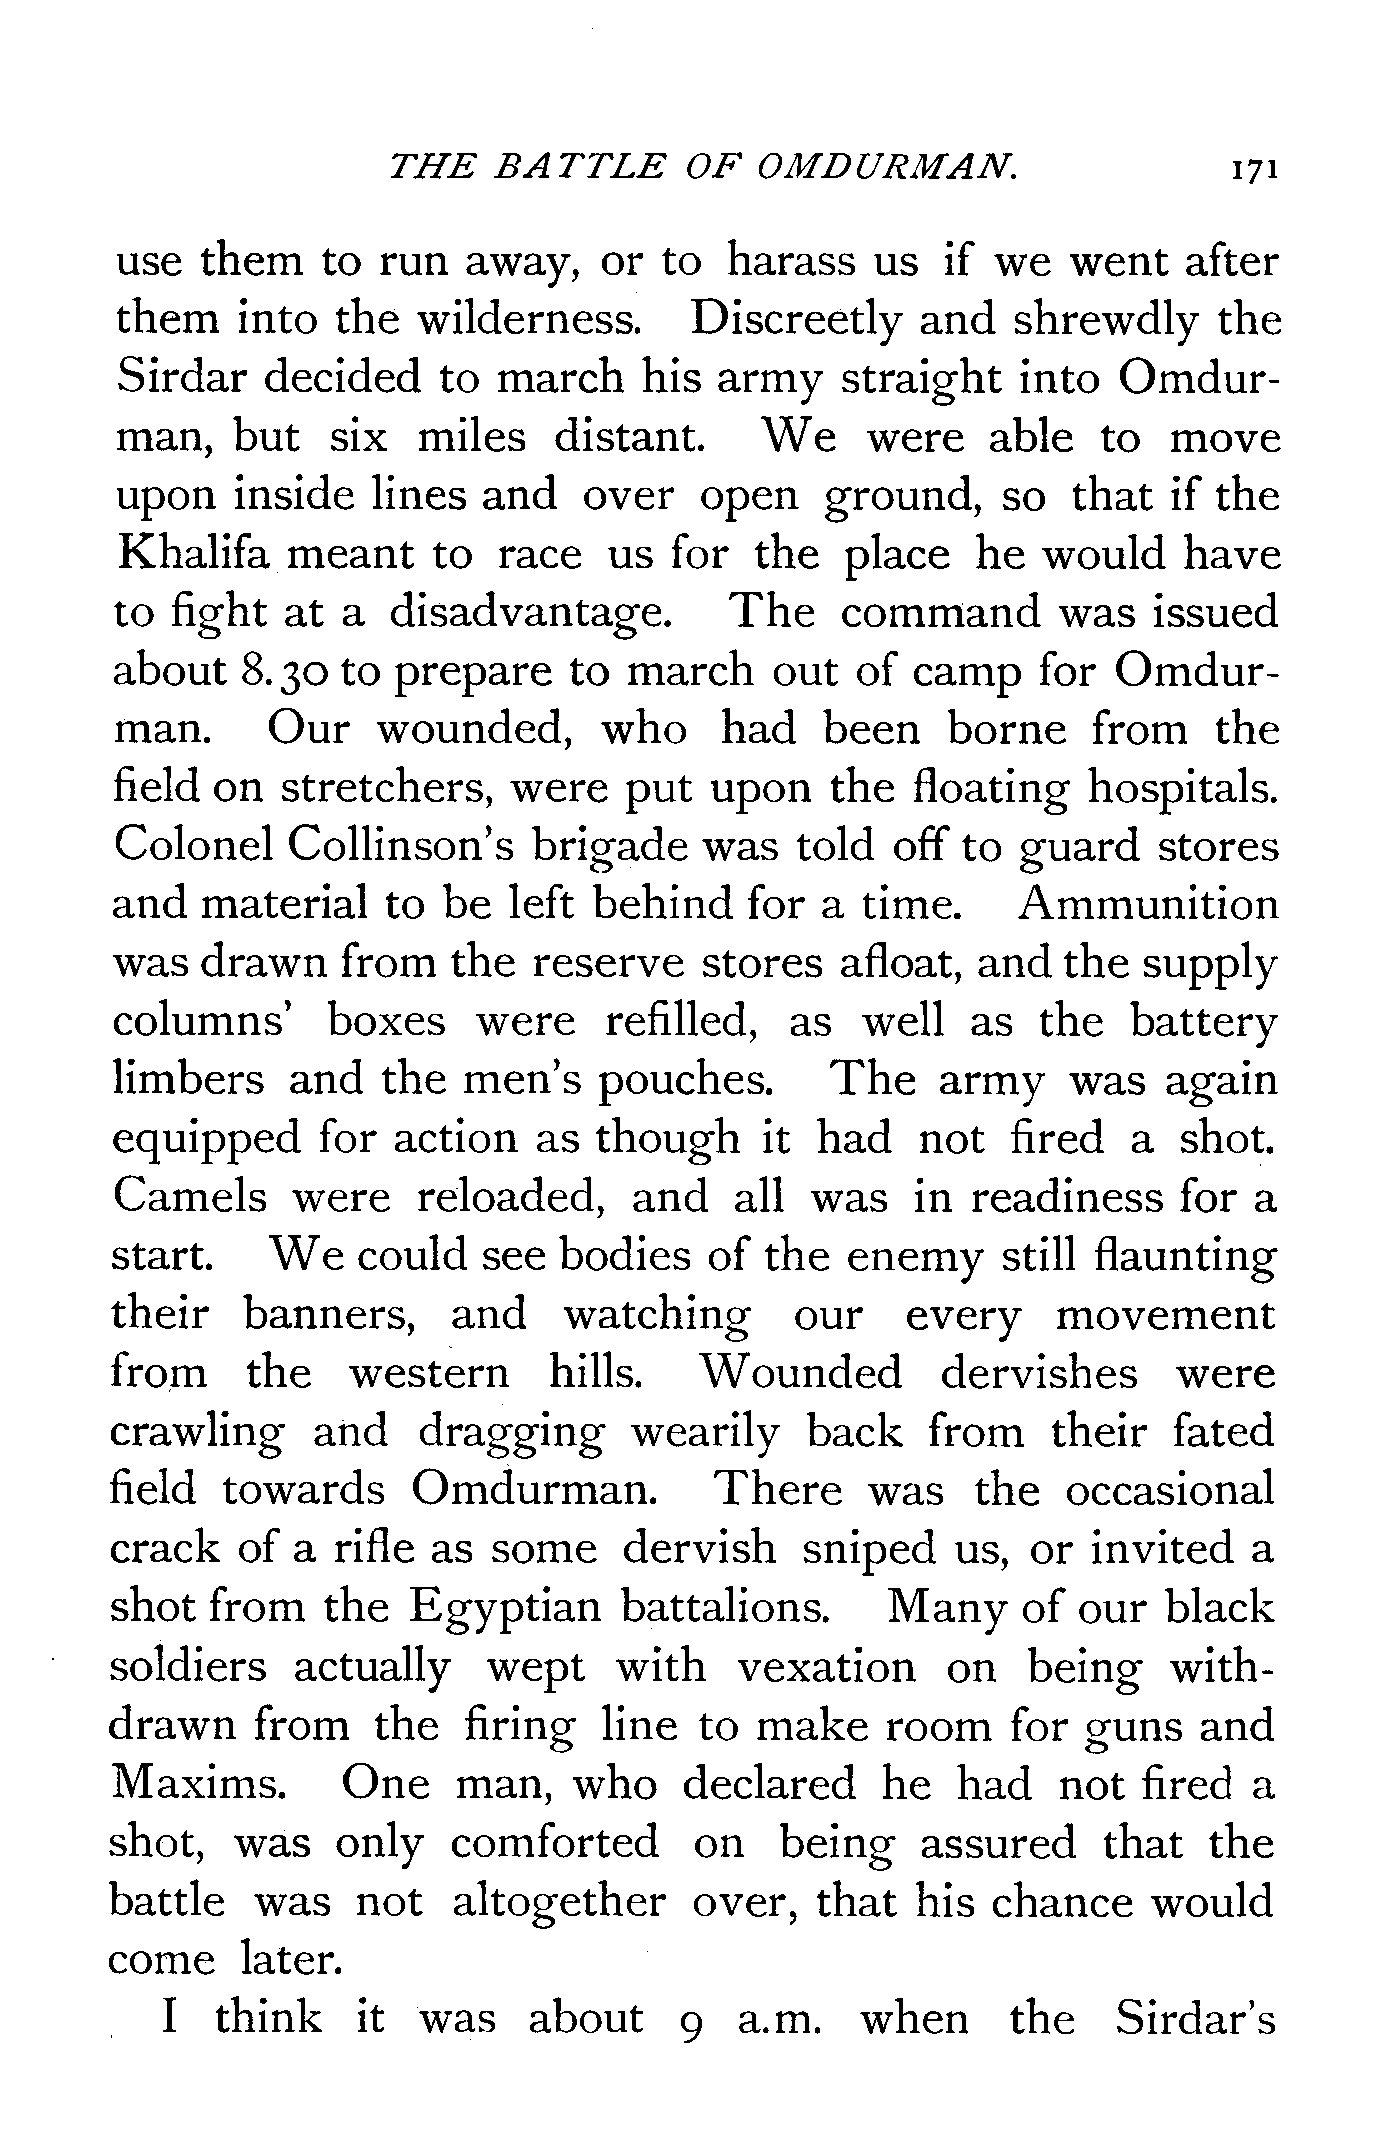 THE BATTLE OF OMDURMAN. 171
use them to run away, or to harass us if we went after
them into the wilderness. Discreetly and shrewdly the
Sirdar decided to march his army straight into Omdur-
man, but six miles distant. We were able to move
upon inside lines and over open ground, so that if the
Khalifa meant to race us for the place he would have
to fight at a disadvantage. The command was issued
about 8.30 to prepare to march out of camp for Omdur-
man. Our wounded, who had been borne from the
field on stretchers, were put upon the floating hospitals.
Colonel Collinson's brigade was told off to guard stores
and material to be left behind for a time. Ammunition
was drawn from the reserve stores afloat, and the supply
columns' boxes were refilled, as well as the battery
limbers and the men's pouches. The army was again
equipped for action as though it had not fired a shot.
Camels were reloaded, and all was in readiness for a
start. We could see bodies of the enemy still flaunting
their banners, and watching our every movement
from the western hills. Wounded dervishes were
crawling and dragging wearily back from their fated
field towards Omdurman. There was the occasional
crack of a rifle as some dervish sniped us, or invited a
shot from the Egyptian battalions. Many of our black
soldiers actually wept with vexation on being with-
drawn from the firing line to make room for guns and
Maxims. One man, who declared he had not fired a
shot, was only comforted on being assured that the
battle was not altogether over, that his chance would
come later.
I think it was about 9 a.m. when the Sirdar's